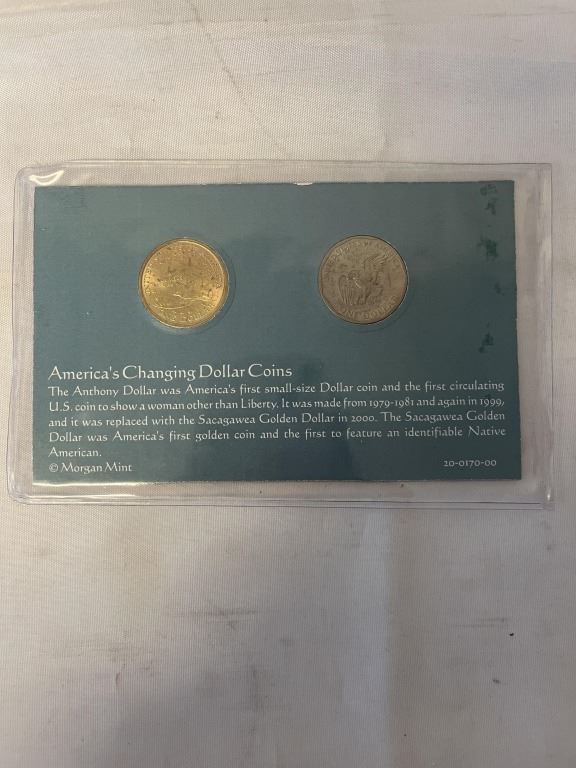 America's Changing Dollar Coins
The Anthony Dollar was America's first small-size Dollar coin and the first circulating
U.S. coin to show a woman other than Liberty. It was made from 1979-1981 and again in 1999,
and it was replaced with the Sacagawea Golden Dollar in 2000. The Sacagawea Golden
Dollar was America's first golden coin and the first to feature an identifiable Native
American.
© Morgan Mint 20-0170-00